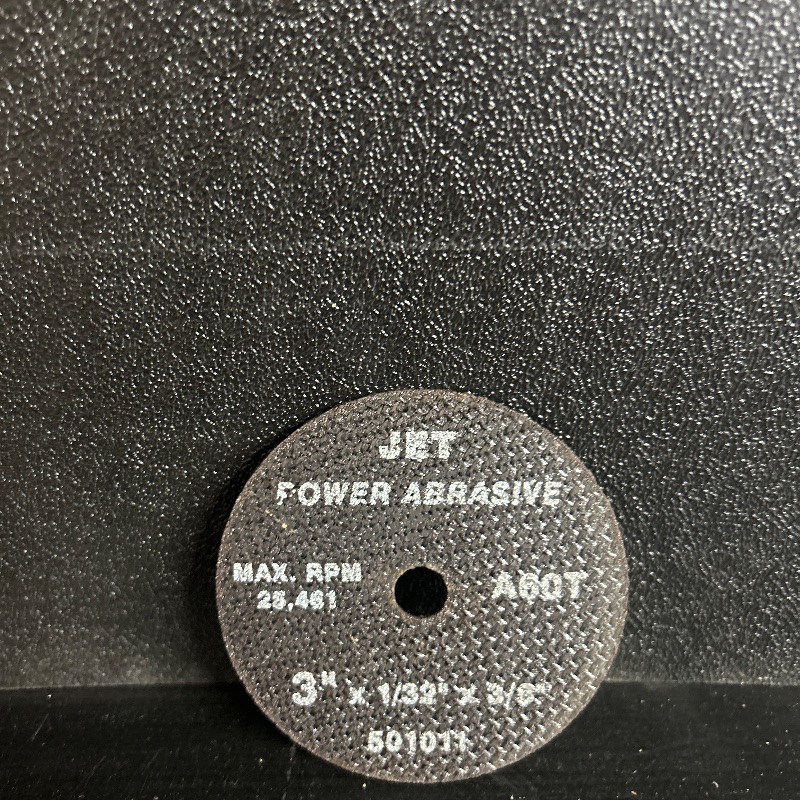 JET
POWER ABRASIVE
MAX. RPM
25,461
A60T
3" x 1/32" x 3/8"
501011